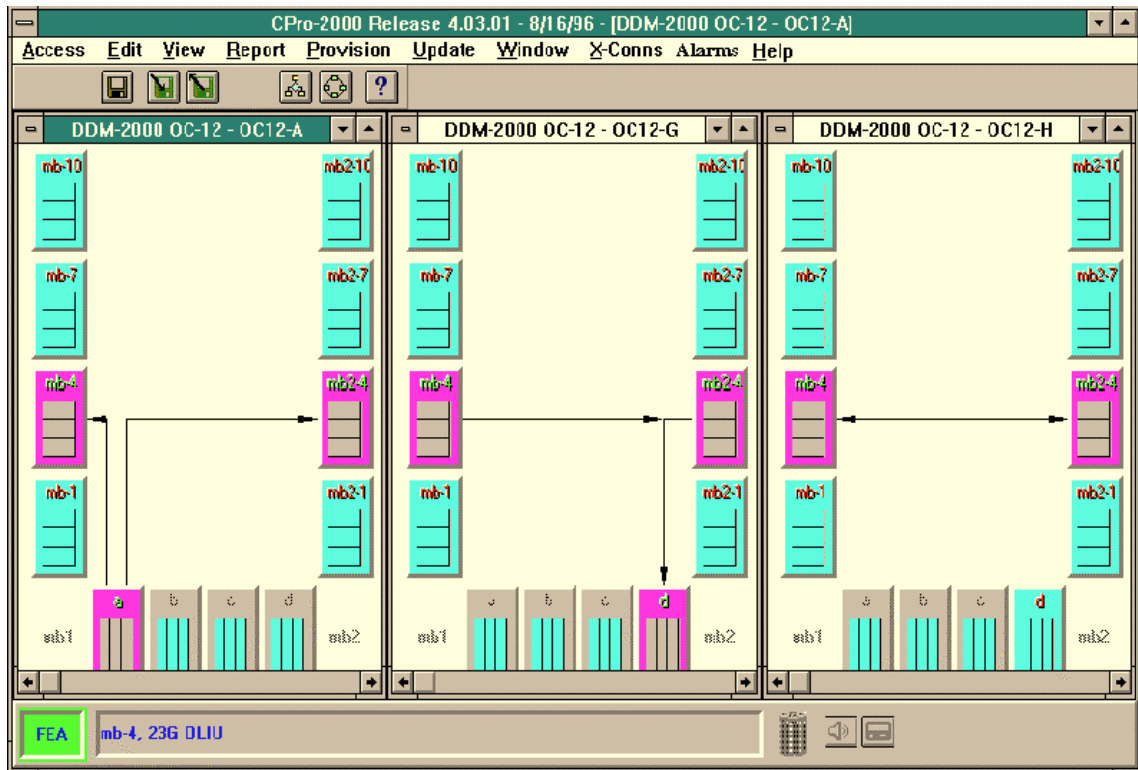 CPro-2000 Release 4.03.01 - 8/16/96 - [DDM-2000 OC-12 - OC12-A]
Access Edit View Report Provision Update Window X-Conns Alarms Help
?
DDM-2000 OC-12 - OC12-A
mb-10 mb2-10
mb-7 mb2-7
mb-4 mb2-4
mb-1 mb2-1
a b c d
mb1 mb2
DDM-2000 OC-12 - OC12-G
mb-10 mb2-10
mb-7 mb2-7
mb-4 mb2-4
mb-1 mb2-1
a b c d
mb1 mb2
DDM-2000 OC-12 - OC12-H
mb-10 mb2-10
mb-7 mb2-7
mb-4 mb2-4
mb-1 mb2-1
a b c d
mb1 mb2
FEA
mb-4, 23G OLIU